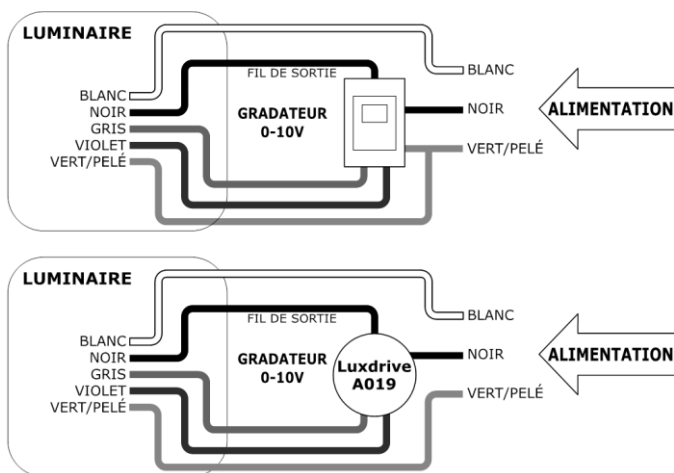 LUMINAIRE
BLANC
FIL DE SORTIE
BLANC
NOIR
GRIS
VIOLET
VERT/PELÉ
GRADATEUR
0-10V
NOIR
VERT/PELÉ
ALIMENTATION
LUMINAIRE
BLANC
FIL DE SORTIE
BLANC
NOIR
GRIS
VIOLET
VERT/PELÉ
GRADATEUR
0-10V
Luxdrive
A019
NOIR
VERT/PELÉ
ALIMENTATION